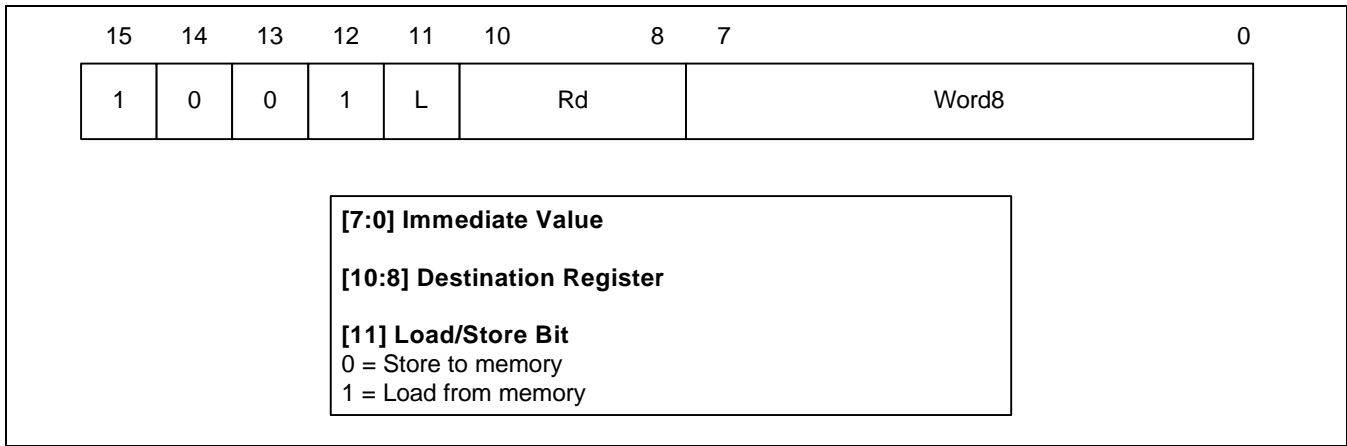 15 14 13 12 11 10 8 7 0
1 0 0 1 L Rd Word8
[7:0] Immediate Value
[10:8] Destination Register
[11] Load/Store Bit
0 = Store to memory
1 = Load from memory